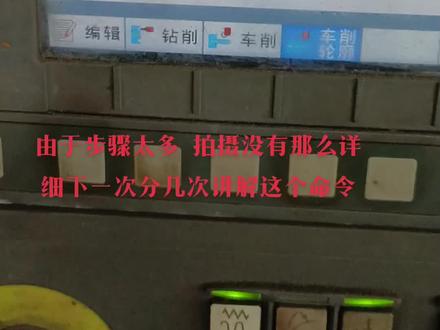 编辑 钻削 车削 车削
轮廓
由于步骤太多 拍摄没有那么详
细下一次分几次讲解这个命令